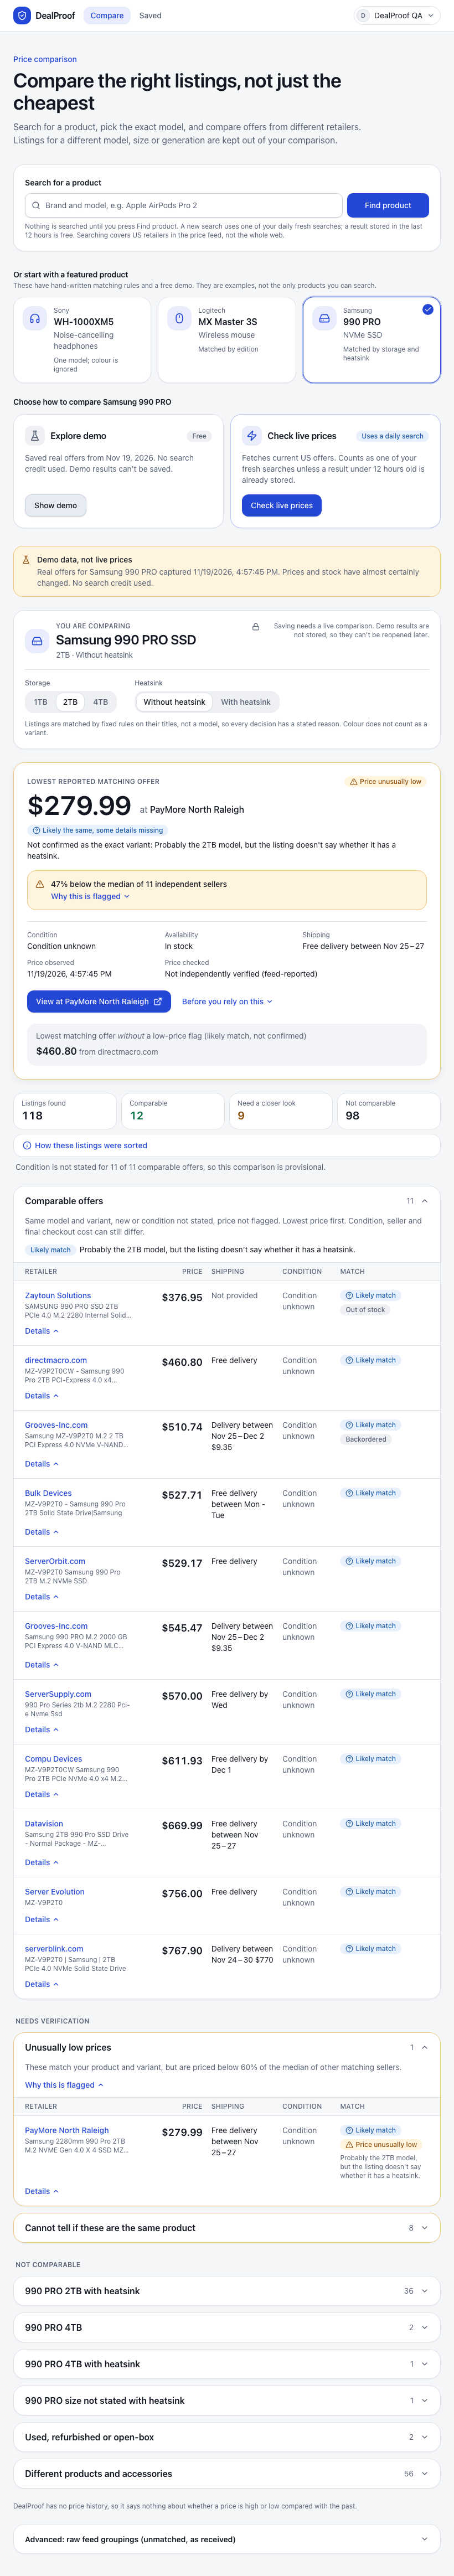 DealProof
Compare
Saved
D
DealProof QA
Price comparison
Compare the right listings, not just the
cheapest
Search for a product, pick the exact model, and compare offers from different retailers.
Listings for a different model, size or generation are kept out of your comparison.
Search for a product
Brand and model, e.g. Apple AirPods Pro 2
Find product
Nothing is searched until you press Find Product. A new search uses one of your daily fresh searches; a result stored in the last
12 hours is free. Searching covers US retailers in the price feed, not the whole web.
Or start with a featured product
These have hand-written matching rules and a free demo. They are examples, not the only products you can search.
Sony
WH-1000XM5
Noise-cancelling
headphones
One model; colour is
ignored
Logitech
MX Master 3S
Wireless mouse
Matched by edition
Samsung
990 PRO
NVMe SSD
Matched by storage and
heatsink
Choose how to compare Samsung 990 PRO
Explore demo
Free
Saved real offers from Nov 19, 2026. No search
credit used. Demo results can't be saved.
Show demo
Check live prices
Uses a daily search
Fetches current US offers. Counts as one of your
fresh searches unless a result under 12 hours old is
already stored.
Check live prices
Demo data, not live prices
Real offers for Samsung 990 PRO captured 11/19/2026, 4:57:45 PM. Prices and stock have almost certainly
changed. No search credit used.
YOU ARE COMPARING
Samsung 990 PRO SSD
2TB · Without heatsink
Saving needs a live comparison. Demo results are
not stored, so they can't be reopened later.
Storage
1TB
2TB
4TB
Heatsink
Without heatsink
With heatsink
Listings are matched by fixed rules on their titles, not a model, so every decision has a stated reason. Colour does not count as a
variant.
LOWEST REPORTED MATCHING OFFER
Price unusually low
$279.99 at PayMore North Raleigh
Likely the same, some details missing
Not confirmed as the exact variant: Probably the 2TB model, but the listing doesn't say whether it has a
heatsink.
47% below the median of 11 independent sellers
Why this is flagged
Condition
Condition unknown
Availability
In stock
Shipping
Free delivery between Nov 25 – 27
Price observed
11/19/2026, 4:57:45 PM
Price checked
Not independently verified (feed-reported)
View at PayMore North Raleigh
Before you rely on this
Lowest matching offer without a low-price flag (likely match, not confirmed)
$460.80 from directmacro.com
Listings found
118
Comparable
12
Need a closer look
9
Not comparable
98
How these listings were sorted
Condition is not stated for 11 of 11 comparable offers, so this comparison is provisional.
Comparable offers
11
Same model and variant, new or condition not stated, price not flagged. Lowest price first. Condition, seller and
final checkout cost can still differ.
Likely match Probably the 2TB model, but the listing doesn't say whether it has a heatsink.
RETAILER PRICE SHIPPING CONDITION MATCH
Zaytoun Solutions
SAMSUNG 990 PRO SSD 2TB
PCIe 4.0 M.2 2280 Internal Solid...
Details
$376.95
Not provided
Condition
unknown
Likely match
Out of stock
directmacro.com
MZ-V9P2T0CW - Samsung 990
Pro 2TB PCI-Express 4.0 x4...
Details
$460.80
Free delivery
Condition
unknown
Likely match
Grooves-Inc.com
Samsung MZ-V9P2T0 M.2 2 TB
PCI Express 4.0 NVMe V-NAND...
Details
$510.74
Delivery between
Nov 25 – Dec 2
$9.35
Condition
unknown
Likely match
Backordered
Bulk Devices
MZ-V9P2T0 - Samsung 990 Pro
2TB Solid State Drive|Samsung
Details
$527.71
Free delivery
between Mon -
Tue
Condition
unknown
Likely match
ServerOrbit.com
MZ-V9P2T0 Samsung 990 Pro
2TB M.2 NVMe SSD
Details
$529.17
Free delivery
Condition
unknown
Likely match
Grooves-Inc.com
Samsung 990 PRO M.2 2000 GB
PCI Express 4.0 V-NAND MLC...
Details
$545.47
Delivery between
Nov 25 – Dec 2
$9.35
Condition
unknown
Likely match
ServerSupply.com
990 Pro Series 2tb M.2 2280 Pci-
e Nvme Ssd
Details
$570.00
Free delivery by
Wed
Condition
unknown
Likely match
Compu Devices
MZ-V9P2T0CW Samsung 990
Pro 2TB PCIe NVMe 4.0 x4 M.2...
Details
$611.93
Free delivery by
Dec 1
Condition
unknown
Likely match
Datavision
Samsung 2TB 990 Pro SSD Drive
- Normal Package - MZ-...
Details
$669.99
Free delivery
between Nov
25 – 27
Condition
unknown
Likely match
Server Evolution
MZ-V9P2T0
Details
$756.00
Free delivery
Condition
unknown
Likely match
serverblink.com
MZ-V9P2T0 | Samsung | 2TB
PCIe 4.0 NVMe Solid State Drive
Details
$767.90
Delivery between
Nov 24 – 30 $770
Condition
unknown
Likely match
NEEDS VERIFICATION
Unusually low prices
1
These match your product and variant, but are priced below 60% of the median of other matching sellers.
Why this is flagged
RETAILER PRICE SHIPPING CONDITION MATCH
PayMore North Raleigh
Samsung 2280mm 990 Pro 2TB
M.2 NVME Gen 4.0 X 4 SSD MZ...
Details
$279.99
Free delivery
between Nov
25 – 27
Condition
unknown
Likely match
Price unusually low
Probably the 2TB model,
but the listing doesn't say
whether it has a heatsink.
Cannot tell if these are the same product
8
NOT COMPARABLE
990 PRO 2TB with heatsink
36
990 PRO 4TB
2
990 PRO 4TB with heatsink
1
990 PRO size not stated with heatsink
1
Used, refurbished or open-box
2
Different products and accessories
56
DealProof has no price history, so it says nothing about whether a price is high or low compared with the past.
Advanced: raw feed groupings (unmatched, as received)